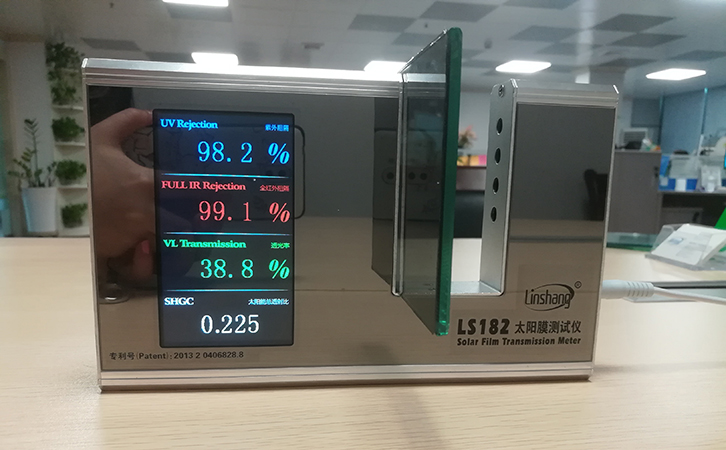 UV Rejection 紫外阻隔
98.2 %
FULL IR Rejection 全红外阻隔
99.1 %
VL Transmission 透光率
38.8 %
SHGC 太阳能总透射比
0.225
专利号(Patent): 2013 2 0406828.8
Linshang®
LS182 太阳膜测试仪
Solar Film Transmission Meter